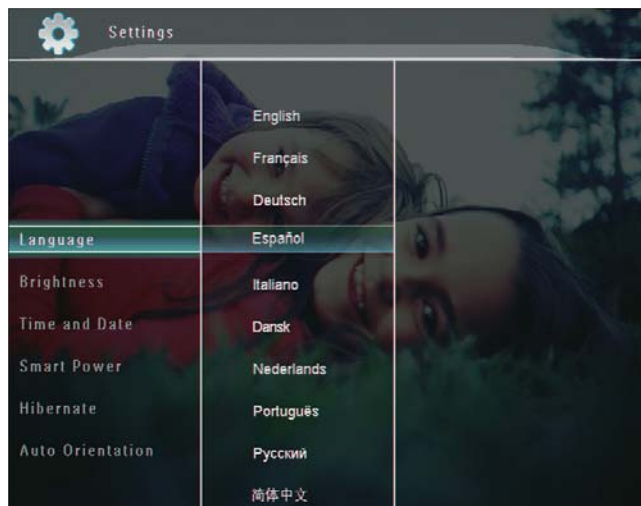 Settings
Language
Brightness
Time and Date
Smart Power
Hibernate
Auto Orientation
English
Français
Deutsch
Español
Italiano
Dansk
Nederlands
Português
Русский
简体中文